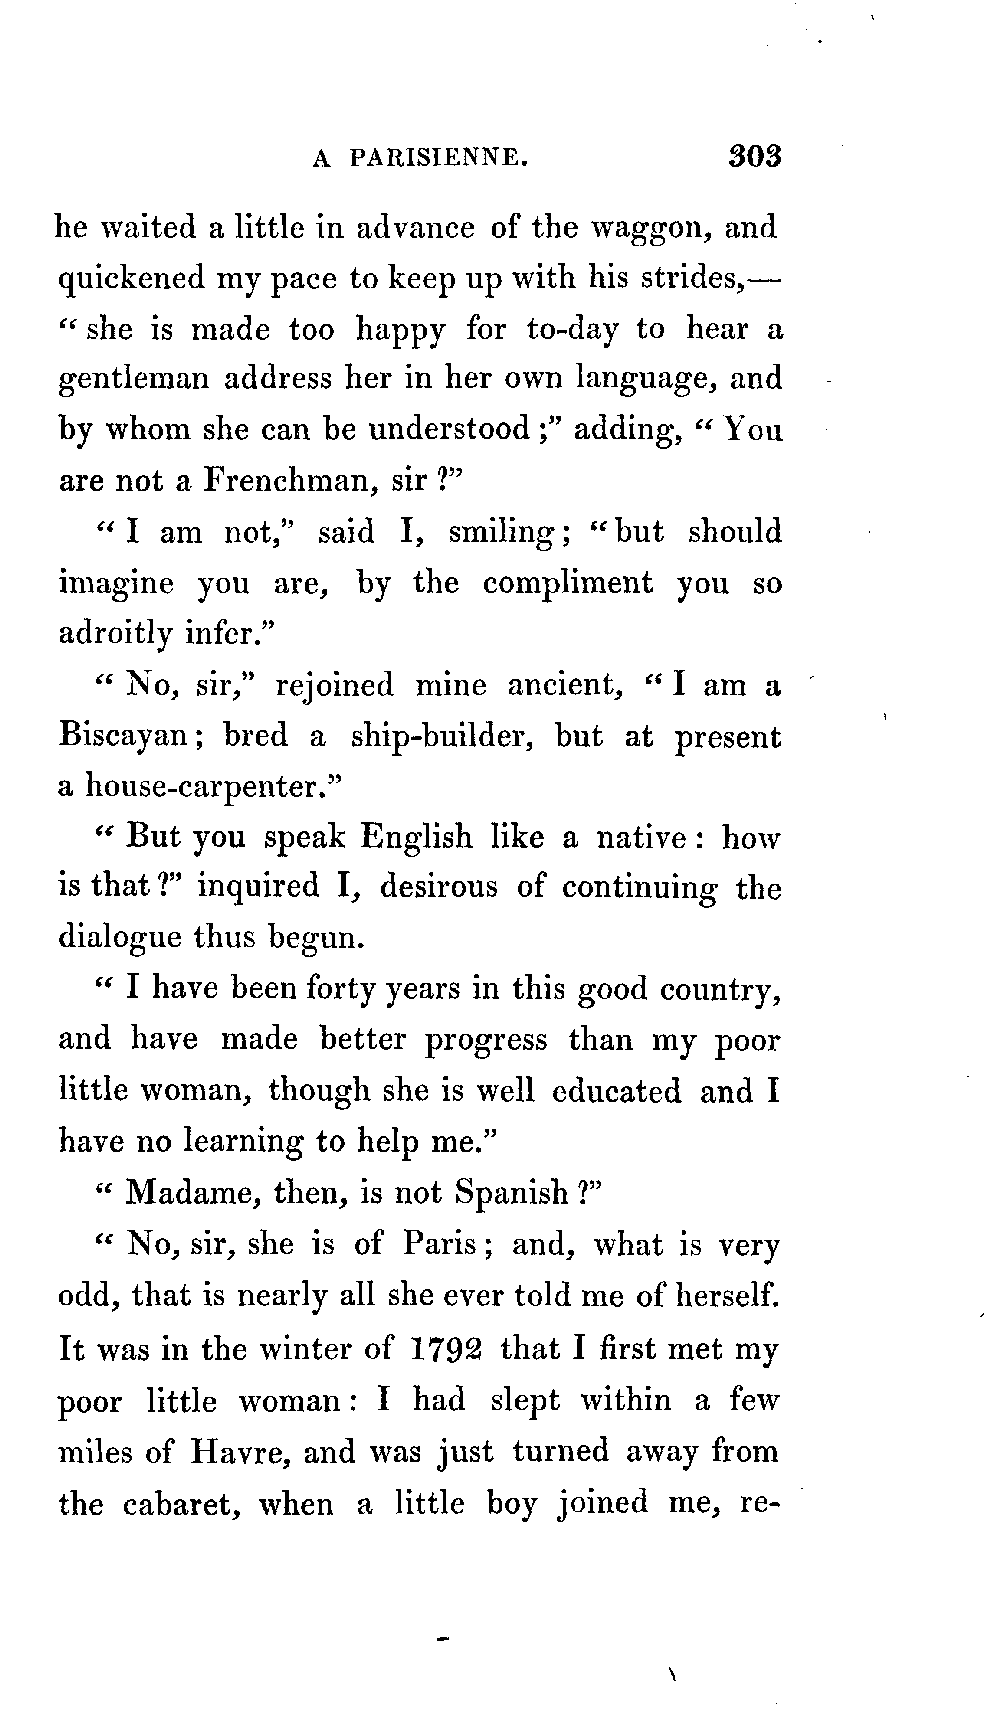 A PARISIENNE. 303
he waited a little in advance of the waggon, and
quickened my pace to keep up with his strides,—
“ she is made too happy for to-day to hear a
gentleman address her in her own language, and
by whom she can be understood ;” adding, “ You
are not a Frenchman, sir ?”
“ I am not,” said I, smiling ; “ but should
imagine you are, by the compliment you so
adroitly infer.”
“ No, sir,” rejoined mine ancient, “ I am a
Biscayan ; bred a ship-builder, but at present
a house-carpenter.”
“ But you speak English like a native : how
is that ?” inquired I, desirous of continuing the
dialogue thus begun.
“ I have been forty years in this good country,
and have made better progress than my poor
little woman, though she is well educated and I
have no learning to help me.”
“ Madame, then, is not Spanish ?”
“ No, sir, she is of Paris ; and, what is very
odd, that is nearly all she ever told me of herself.
It was in the winter of 1792 that I first met my
poor little woman : I had slept within a few
miles of Havre, and was just turned away from
the cabaret, when a little boy joined me, re-